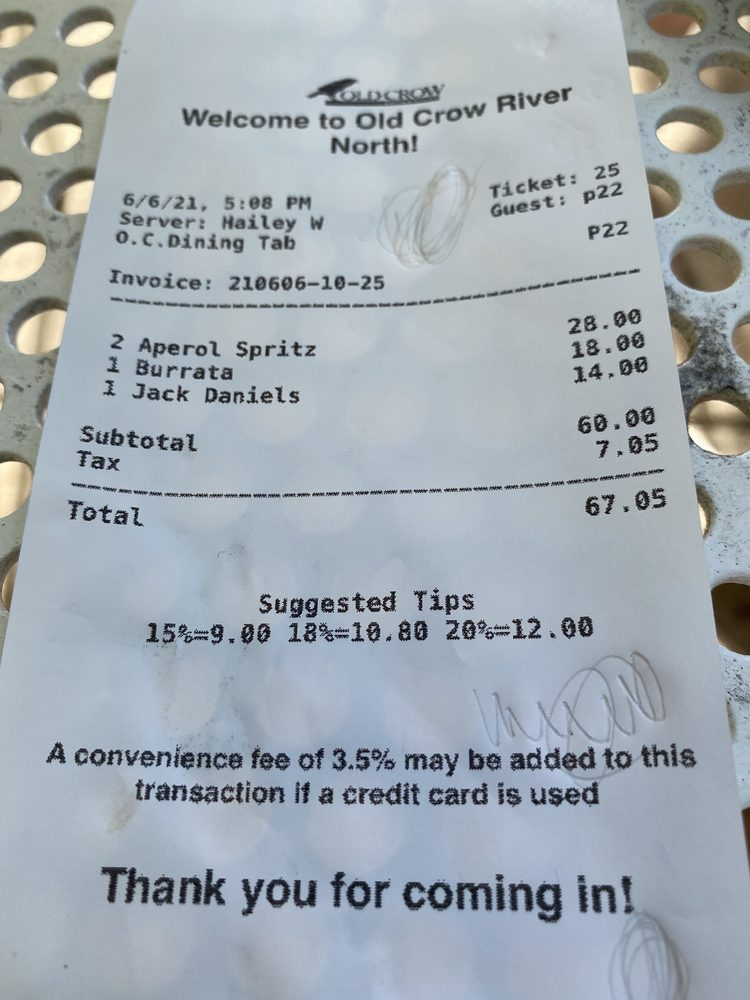 OLD CROW
Welcome to Old Crow River
North!
6/6/21, 5:08 PM Ticket: 25
Server: Hailey W Guest: p22
O.C.Dining Tab P22
Invoice: 210606-10-25
2 Aperol Spritz 28.00
1 Burrata 18.00
1 Jack Daniels 14.00
Subtotal 60.00
Tax 7.05
Total 67.05
Suggested Tips
15%=9.00 18%=10.80 20%=12.00
A convenience fee of 3.5% may be added to this
transaction if a credit card is used
Thank you for coming in!